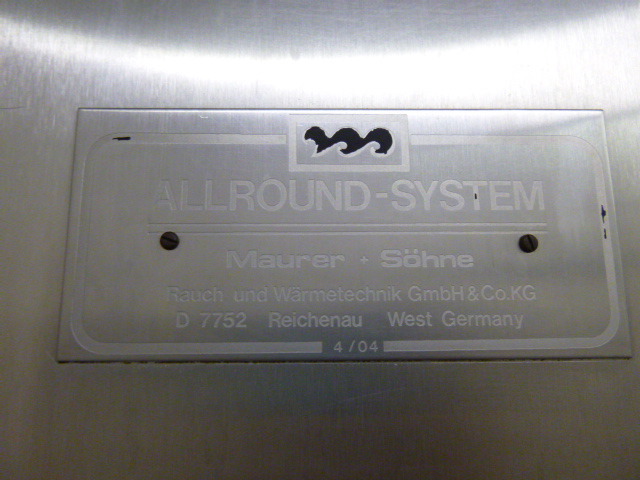 ALLROUND-SYSTEM
Maurer + Söhne
Rauch und Wärmetechnik GmbH & Co.KG
D 7752 Reichenau West Germany
4/04